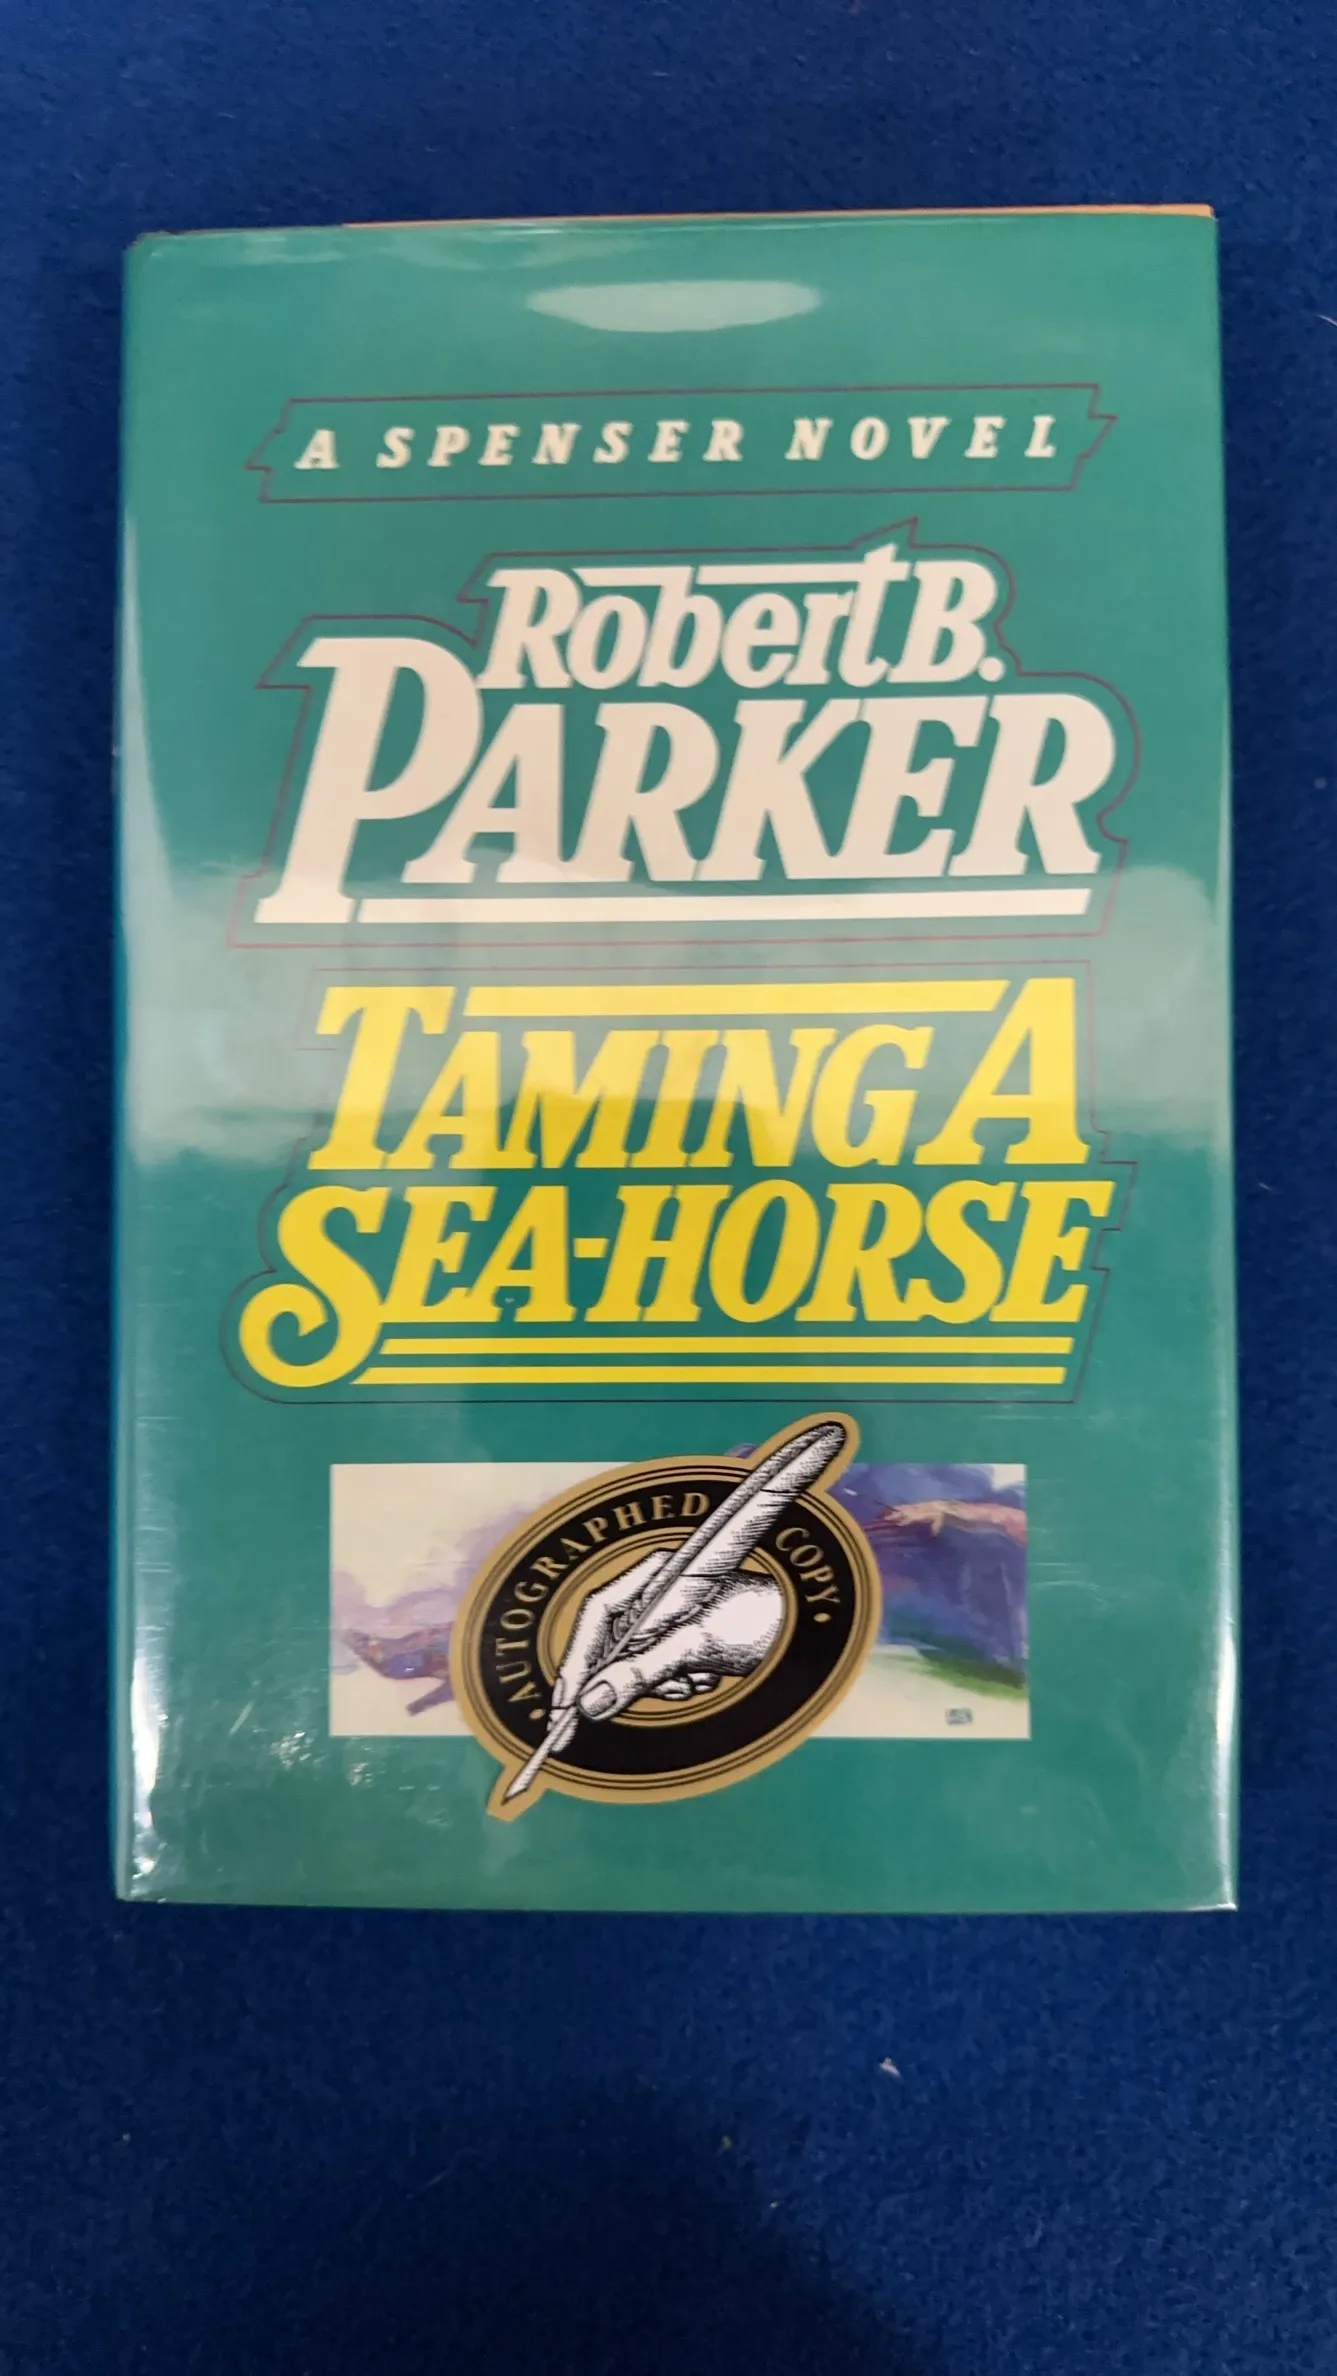 A SPENSER NOVEL
Robert B.
PARKER
TAMING A
SEA-HORSE
• AUTOGRAPHED COPY •